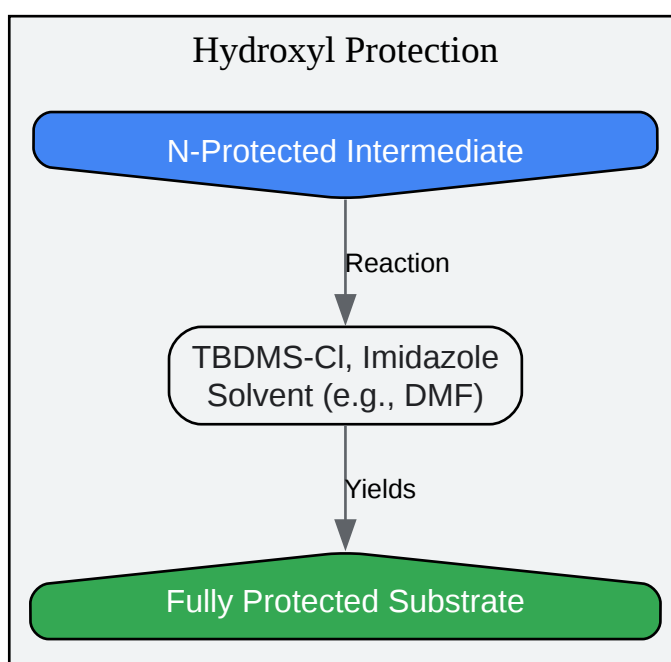 Hydroxyl Protection
N-Protected Intermediate
Reaction
TBDMS-Cl, Imidazole
Solvent (e.g., DMF)
Yields
Fully Protected Substrate